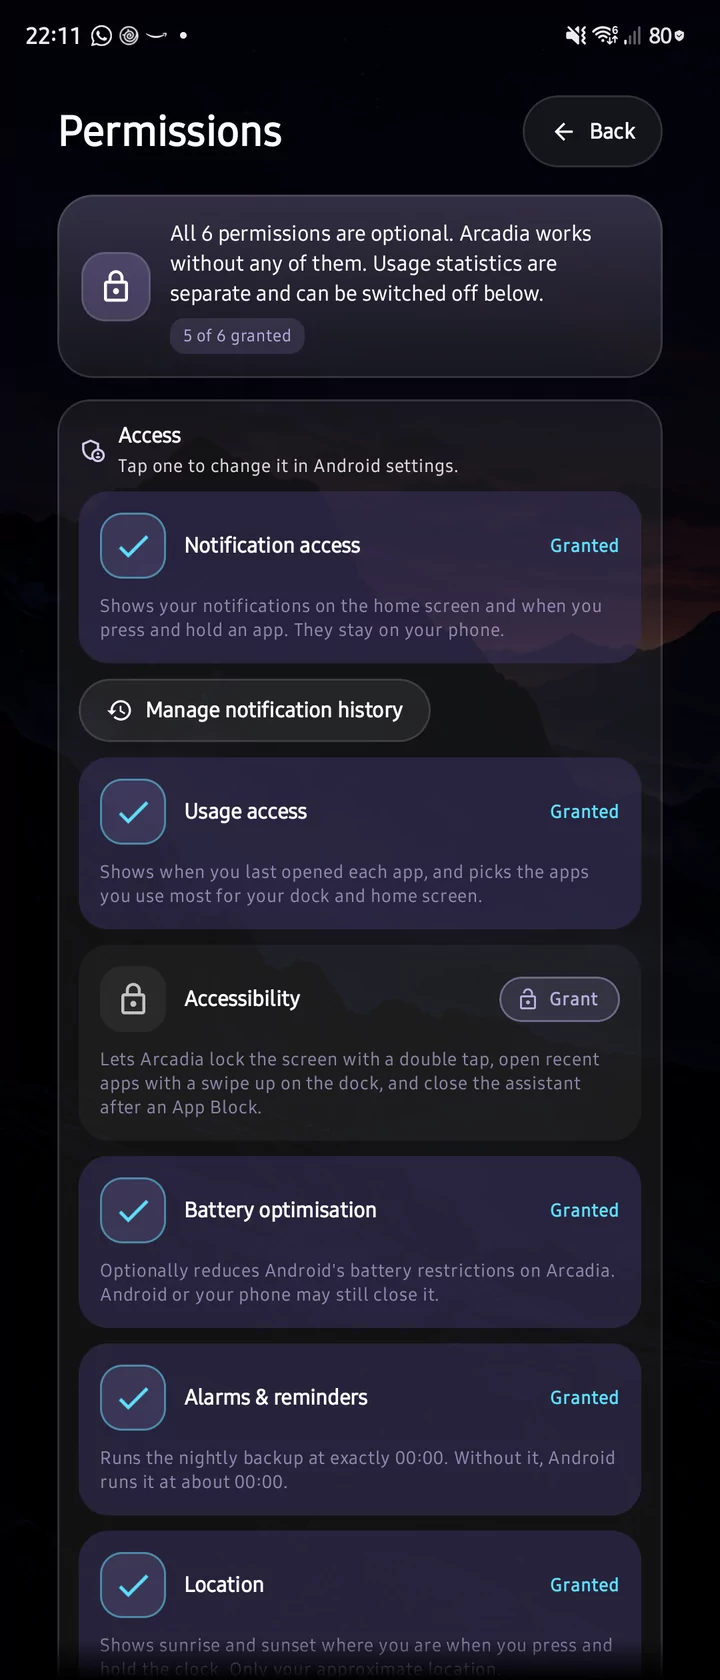 22:11
80
Permissions
Back
All 6 permissions are optional. Arcadia works
without any of them. Usage statistics are
separate and can be switched off below.
5 of 6 granted
Access
Tap one to change it in Android settings.
Notification access
Granted
Shows your notifications on the home screen and when you
press and hold an app. They stay on your phone.
Manage notification history
Usage access
Granted
Shows when you last opened each app, and picks the apps
you use most for your dock and home screen.
Accessibility
Grant
Lets Arcadia lock the screen with a double tap, open recent
apps with a swipe up on the dock, and close the assistant
after an App Block.
Battery optimisation
Granted
Optionally reduces Android's battery restrictions on Arcadia.
Android or your phone may still close it.
Alarms & reminders
Granted
Runs the nightly backup at exactly 00:00. Without it, Android
runs it at about 00:00.
Location
Granted
Shows sunrise and sunset where you are when you press and
hold the clock. Only your approximate location.